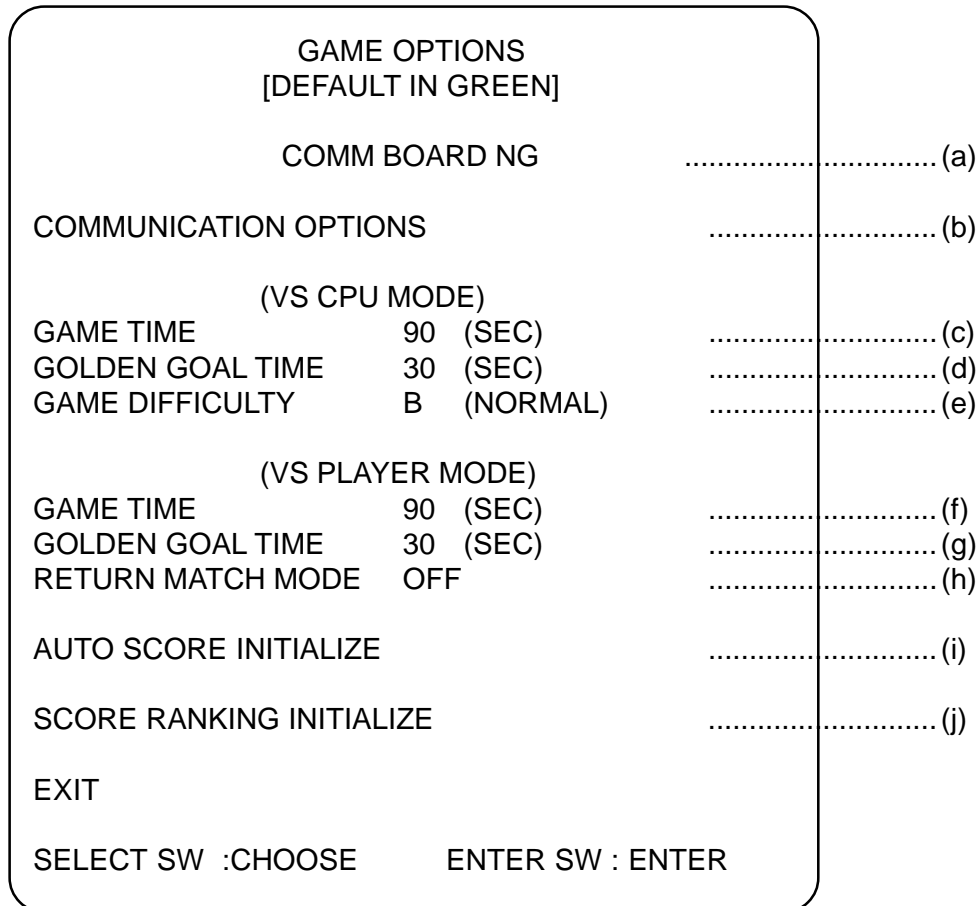 GAME OPTIONS
[DEFAULT IN GREEN]
COMM BOARD NG ............................... (a)
COMMUNICATION OPTIONS ............................ (b)
(VS CPU MODE)
GAME TIME 90 (SEC) ............................ (c)
GOLDEN GOAL TIME 30 (SEC) ............................ (d)
GAME DIFFICULTY B (NORMAL) ............................ (e)
(VS PLAYER MODE)
GAME TIME 90 (SEC) ............................ (f)
GOLDEN GOAL TIME 30 (SEC) ............................ (g)
RETURN MATCH MODE OFF ............................ (h)
AUTO SCORE INITIALIZE ............................ (i)
SCORE RANKING INITIALIZE ............................ (j)
EXIT
SELECT SW :CHOOSE ENTER SW : ENTER